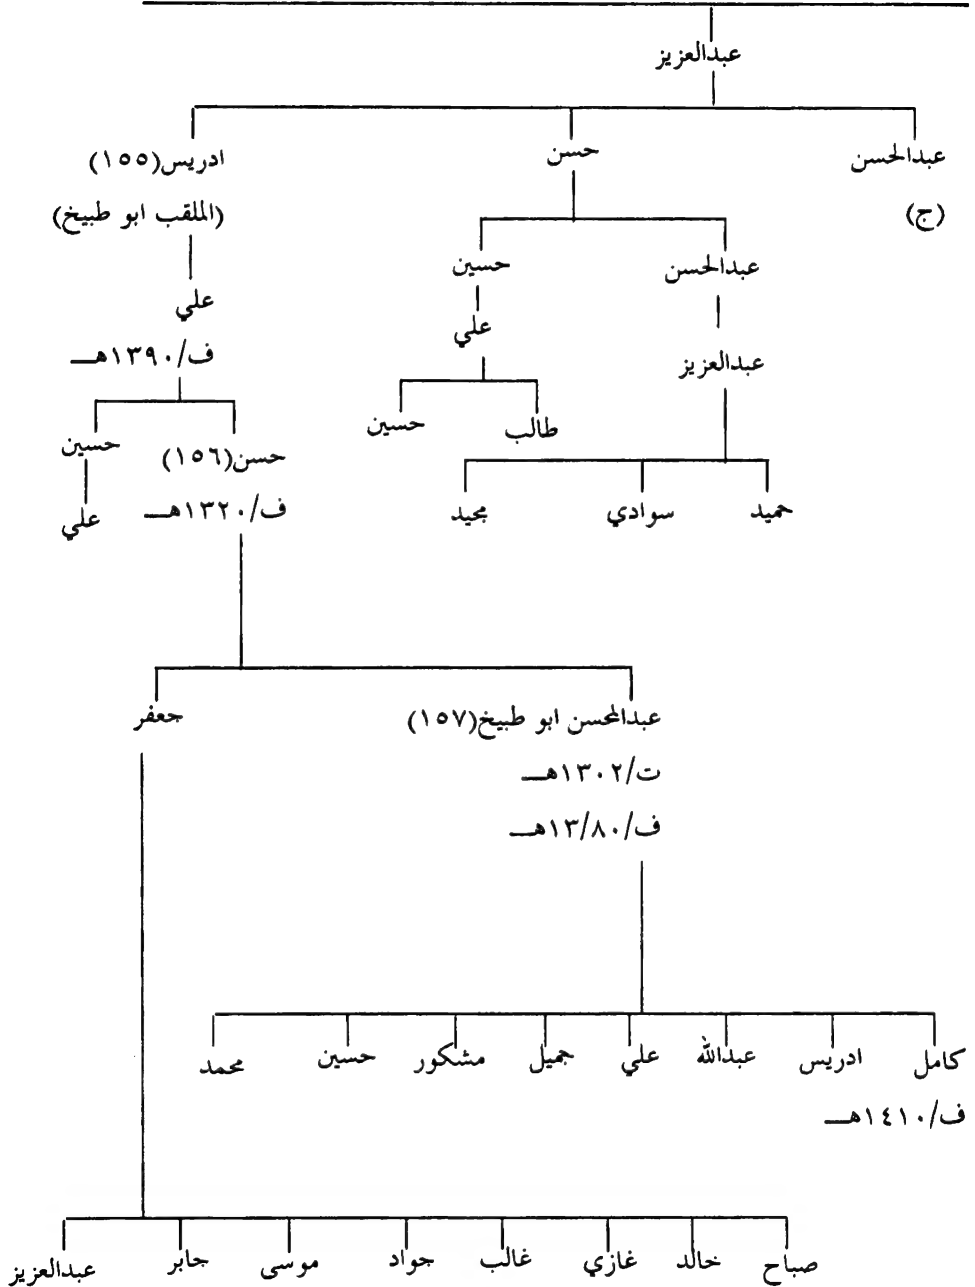 عبدالعزيز
عبدالحسن
(ج)
حسن
ادريس(١٥٥)
(الملقب ابو طبيخ)
عبدالحسن
حسين
علي
ف/١٣٩٠هـ
عبدالعزيز
علي
طالب
حسين
حسن(١٥٦)
ف/١٣٢٠هـ
حسين
علي
حميد
سوادي
مجيد
عبدالمحسن ابو طبيخ(١٥٧)
ت/١٣٠٢هـ
ف/١٣/٨٠هـ
جعفر
كامل
ف/١٤١٠هـ
ادريس
عبدالله
علي
جميل
مشكور
حسين
محمد
صباح
خالد
غازي
غالب
جواد
موسى
جابر
عبدالعزيز